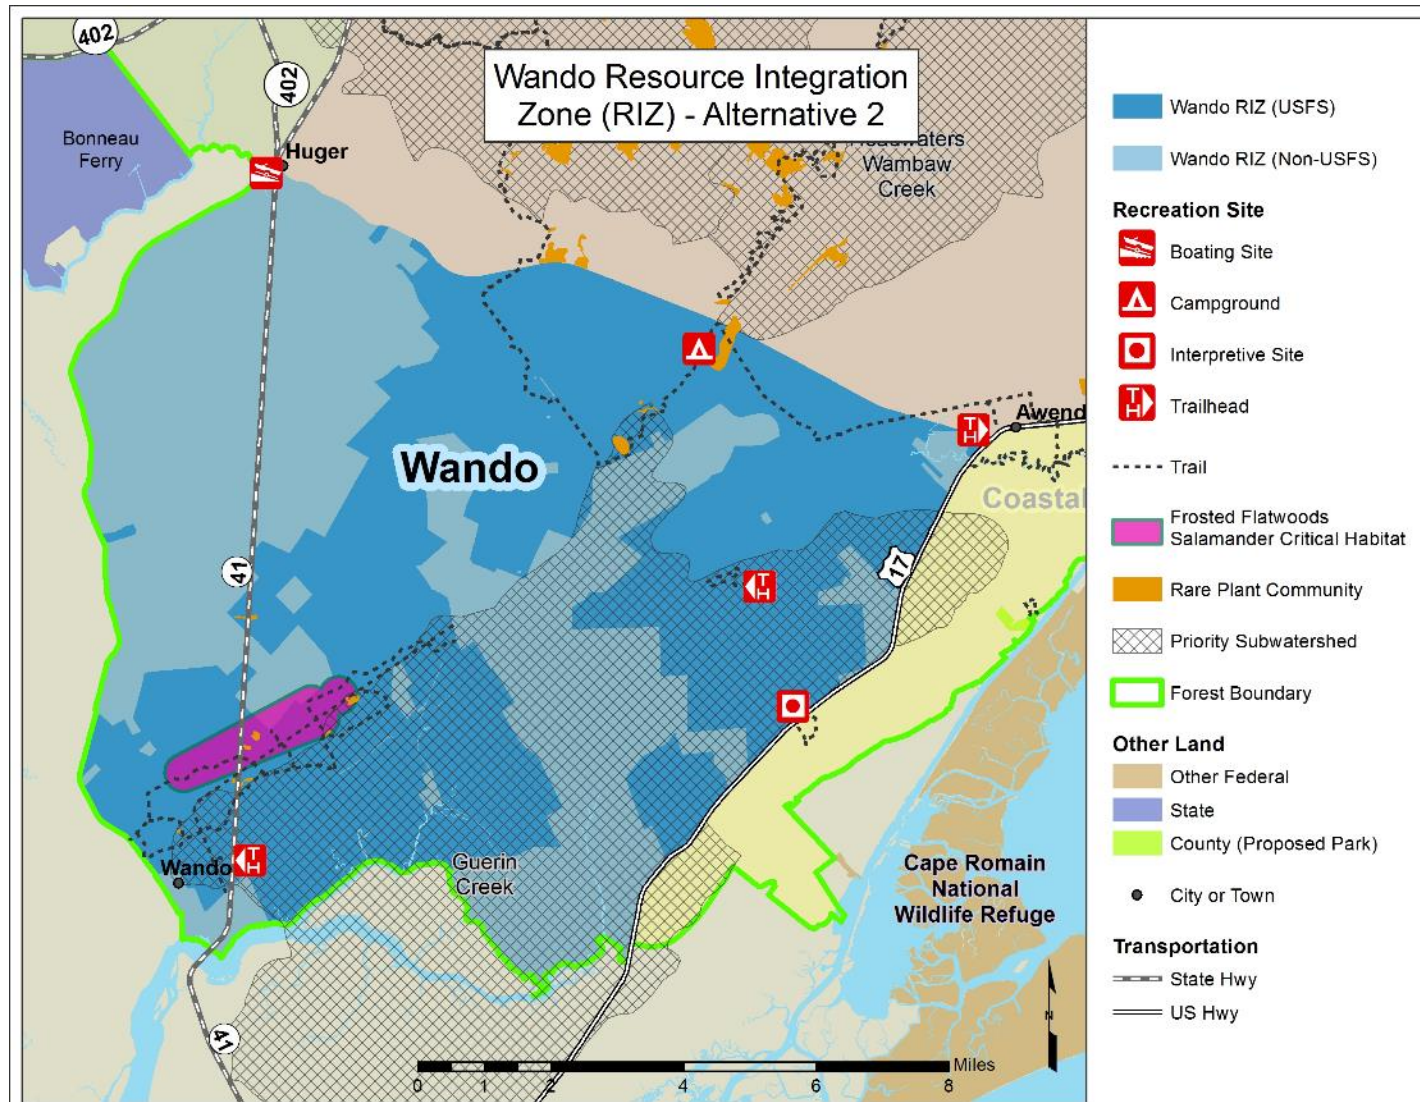 402
402
Wando Resource Integration
Zone (RIZ) - Alternative 2
Bonneau
Ferry
Huger
Wambaw
Creek
Wando
Awend
Coastal
17
41
Wando
Guerin
Creek
Cape Romain
National
Wildlife Refuge
41
N
Miles
0 1 2 4 6 8
Wando RIZ (USFS)
Wando RIZ (Non-USFS)
Recreation Site
Boating Site
Campground
Interpretive Site
TH Trailhead
Trail
Frosted Flatwoods
Salamander Critical Habitat
Rare Plant Community
Priority Subwatershed
Forest Boundary
Other Land
Other Federal
State
County (Proposed Park)
City or Town
Transportation
State Hwy
US Hwy
TH
TH
TH